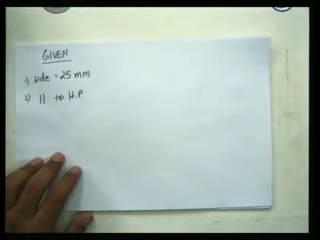 GIVEN
1) side = 25 mm
2) || to H.P